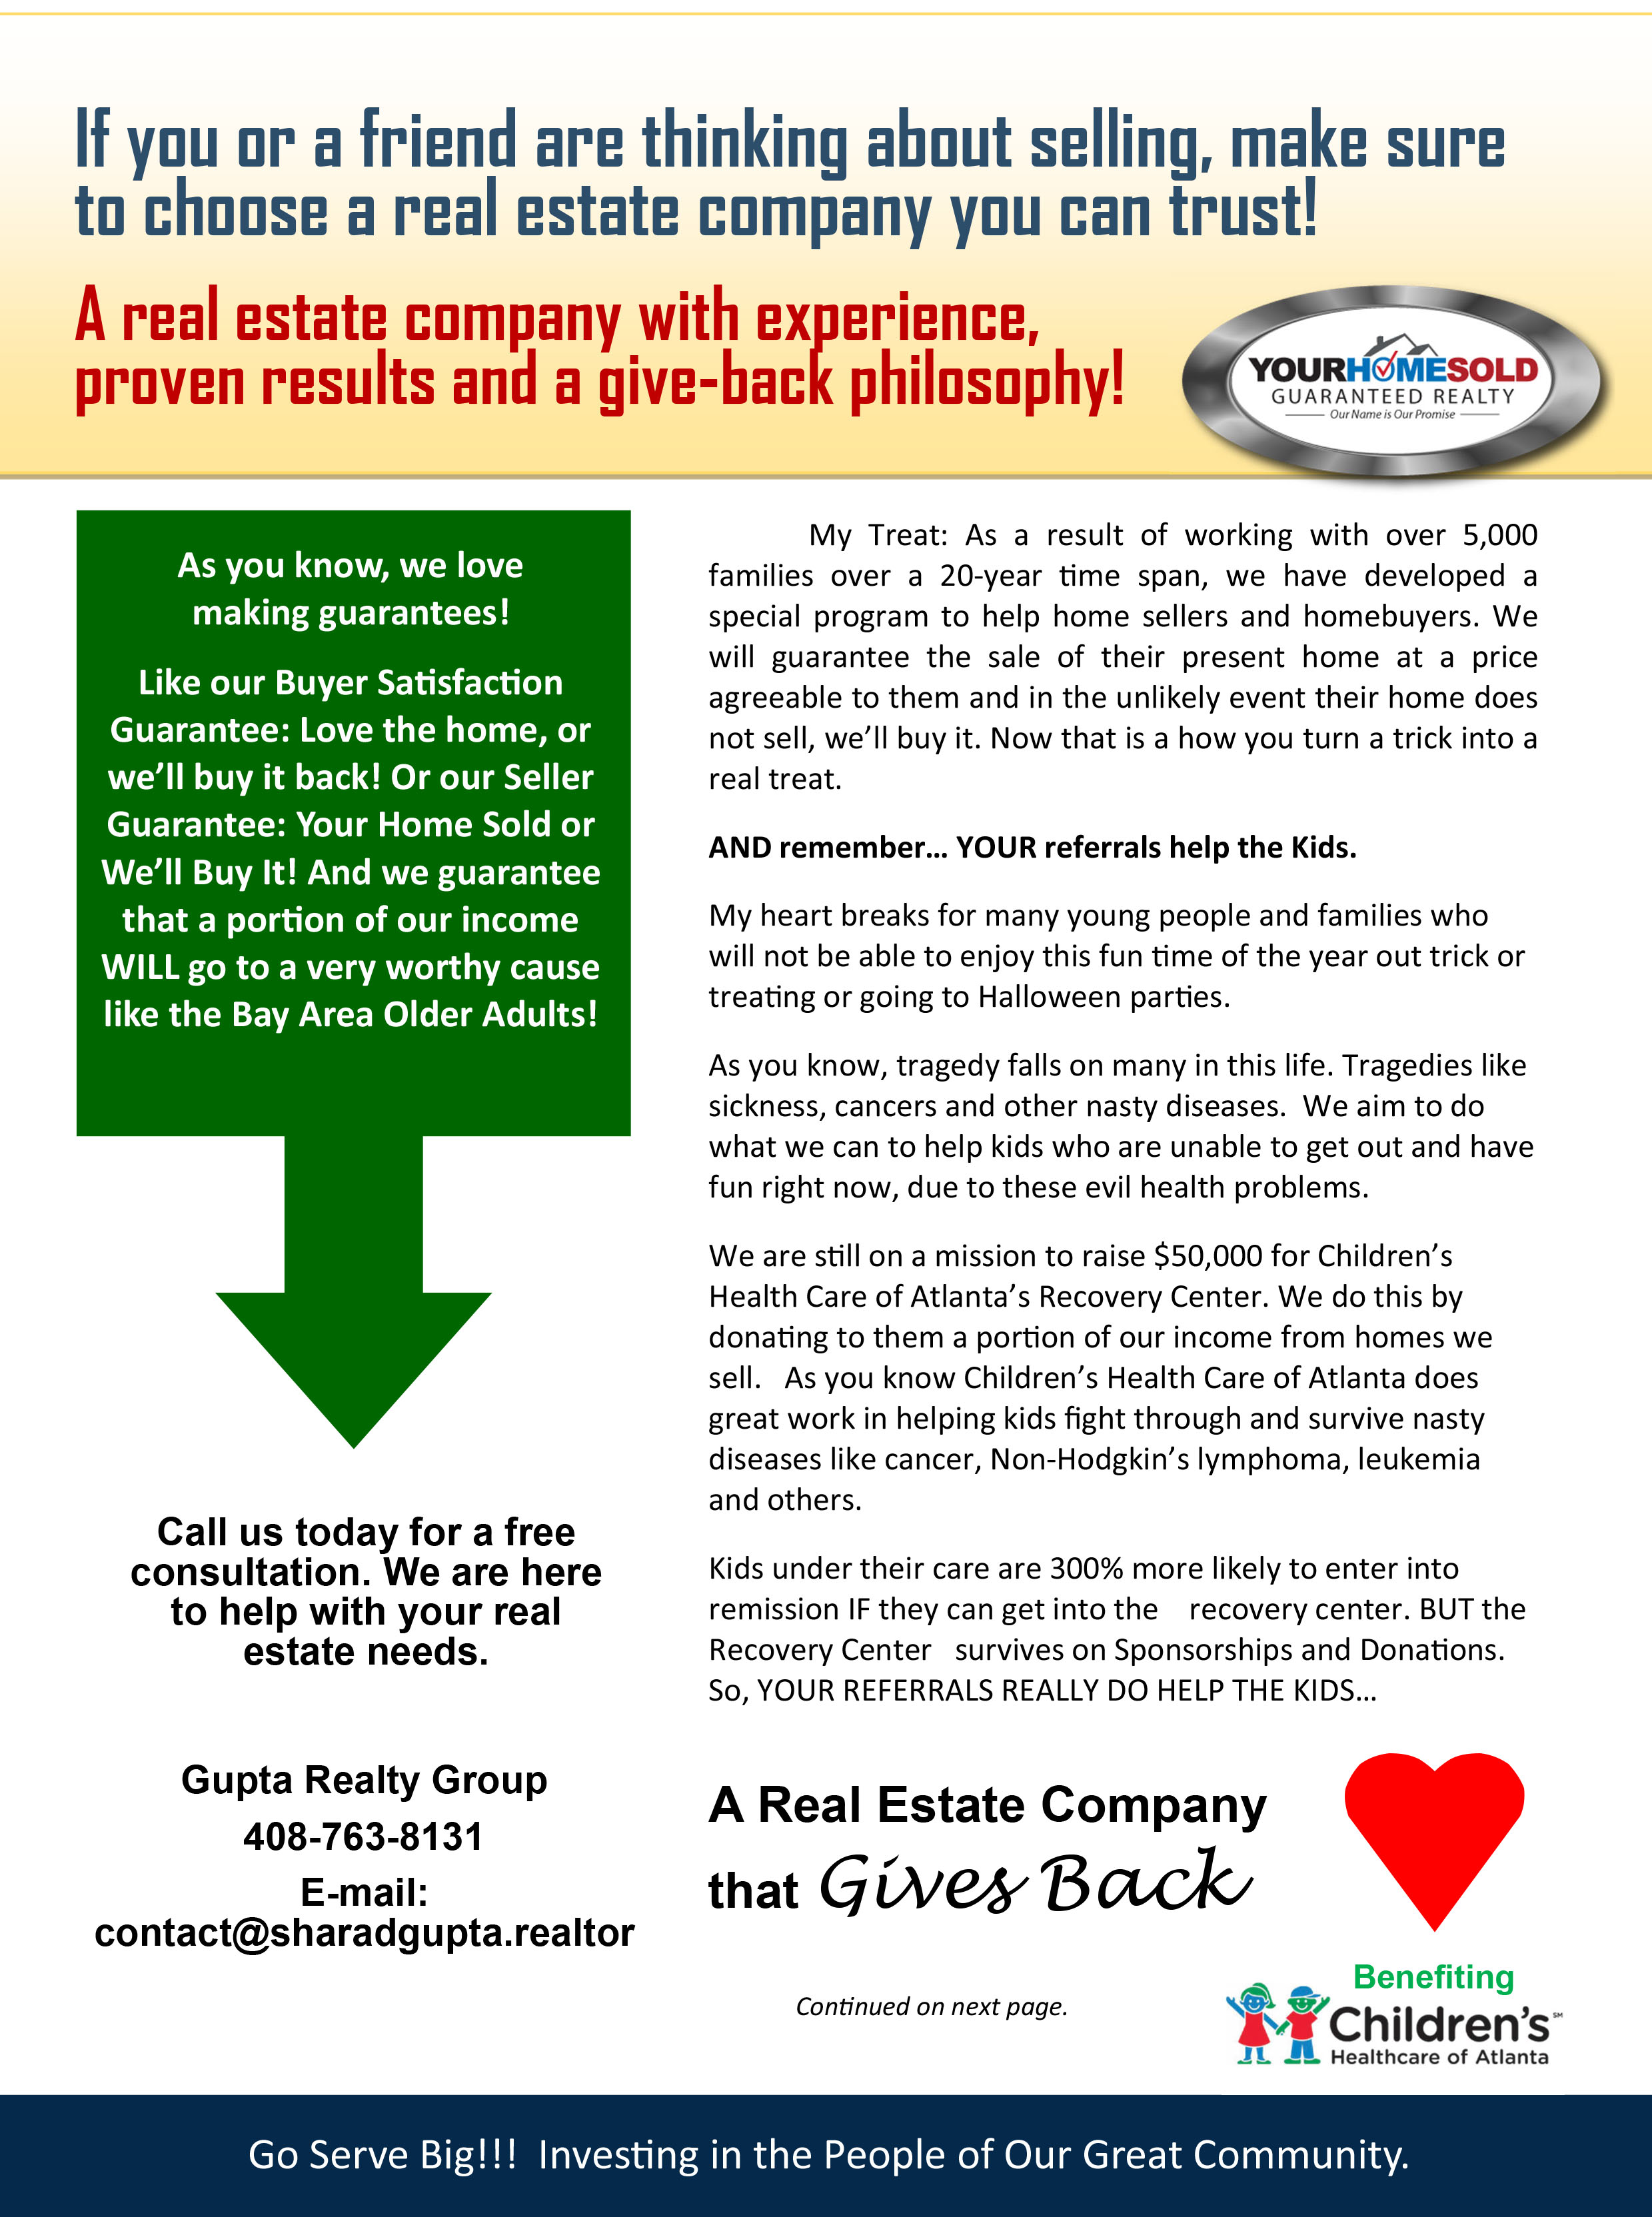 If you or a friend are thinking about selling, make sure
to choose a real estate company you can trust!
A real estate company with experience,
proven results and a give-back philosophy!
YOURHOMESOLD
GUARANTEED REALTY
Our Name is Our Promise
As you know, we love
making guarantees!
Like our Buyer Satisfaction
Guarantee: Love the home, or
we’ll buy it back! Or our Seller
Guarantee: Your Home Sold or
We’ll Buy It! And we guarantee
that a portion of our income
WILL go to a very worthy cause
like the Bay Area Older Adults!
Call us today for a free
consultation. We are here
to help with your real
estate needs.
Gupta Realty Group
408-763-8131
E-mail:
contact@sharadgupta.realtor
My Treat: As a result of working with over 5,000
families over a 20-year time span, we have developed a
special program to help home sellers and homebuyers. We
will guarantee the sale of their present home at a price
agreeable to them and in the unlikely event their home does
not sell, we’ll buy it. Now that is a how you turn a trick into a
real treat.
AND remember… YOUR referrals help the Kids.
My heart breaks for many young people and families who
will not be able to enjoy this fun time of the year out trick or
treating or going to Halloween parties.
As you know, tragedy falls on many in this life. Tragedies like
sickness, cancers and other nasty diseases.  We aim to do
what we can to help kids who are unable to get out and have
fun right now, due to these evil health problems.
We are still on a mission to raise $50,000 for Children’s
Health Care of Atlanta’s Recovery Center. We do this by
donating to them a portion of our income from homes we
sell.   As you know Children’s Health Care of Atlanta does
great work in helping kids fight through and survive nasty
diseases like cancer, Non-Hodgkin’s lymphoma, leukemia
and others.
Kids under their care are 300% more likely to enter into
remission IF they can get into the    recovery center. BUT the
Recovery Center   survives on Sponsorships and Donations.
So, YOUR REFERRALS REALLY DO HELP THE KIDS…
A Real Estate Company
that Gives Back
Continued on next page.
Benefiting
Children’s℠
Healthcare of Atlanta
Go Serve Big!!!  Investing in the People of Our Great Community.